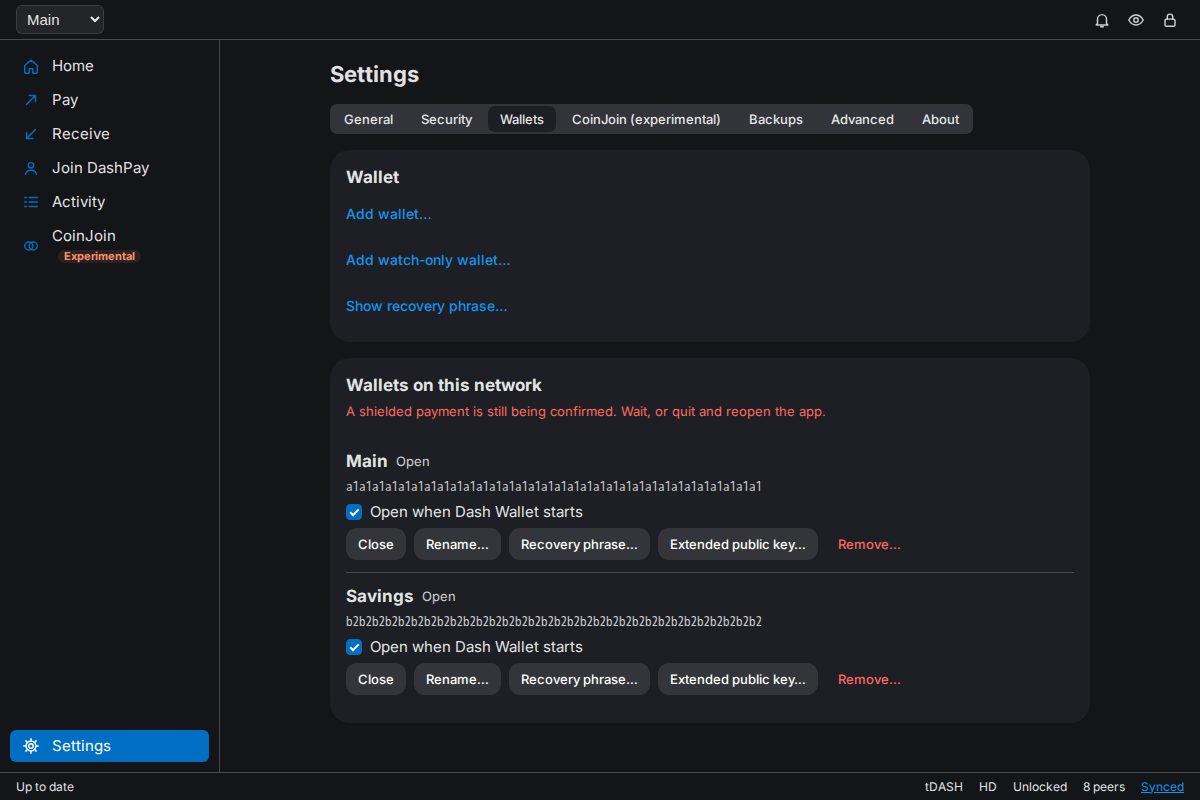 Main
Home
Pay
Receive
Join DashPay
Activity
CoinJoin
Experimental
Settings
Settings
General Security Wallets CoinJoin (experimental) Backups Advanced About
Wallet
Add wallet...
Add watch-only wallet...
Show recovery phrase...
Wallets on this network
A shielded payment is still being confirmed. Wait, or quit and reopen the app.
Main Open
a1a1a1a1a1a1a1a1a1a1a1a1a1a1a1a1a1a1a1a1a1a1a1a1a1a1a1a1a1a1a1a1
Open when Dash Wallet starts
Close Rename... Recovery phrase... Extended public key... Remove...
Savings Open
b2b2b2b2b2b2b2b2b2b2b2b2b2b2b2b2b2b2b2b2b2b2b2b2b2b2b2b2b2b2b2b2
Open when Dash Wallet starts
Close Rename... Recovery phrase... Extended public key... Remove...
Up to date tDASH HD Unlocked 8 peers Synced